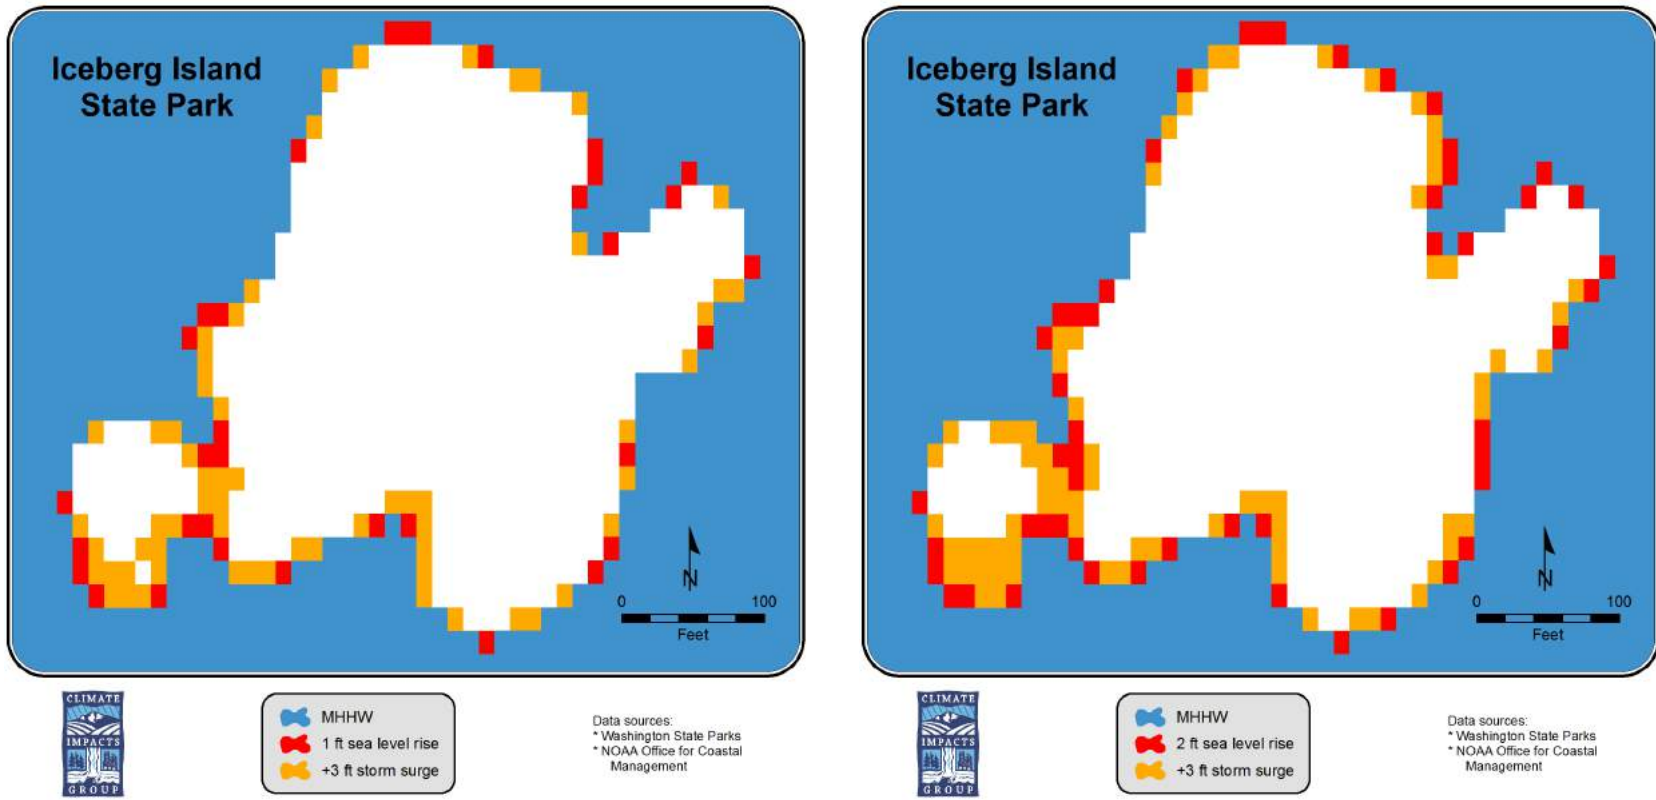 Iceberg Island
State Park
N
0 100
Feet
CLIMATE
IMPACTS
GROUP
MHHW
1 ft sea level rise
+3 ft storm surge
Data sources:
* Washington State Parks
* NOAA Office for Coastal
Management
Iceberg Island
State Park
N
0 100
Feet
CLIMATE
IMPACTS
GROUP
MHHW
2 ft sea level rise
+3 ft storm surge
Data sources:
* Washington State Parks
* NOAA Office for Coastal
Management